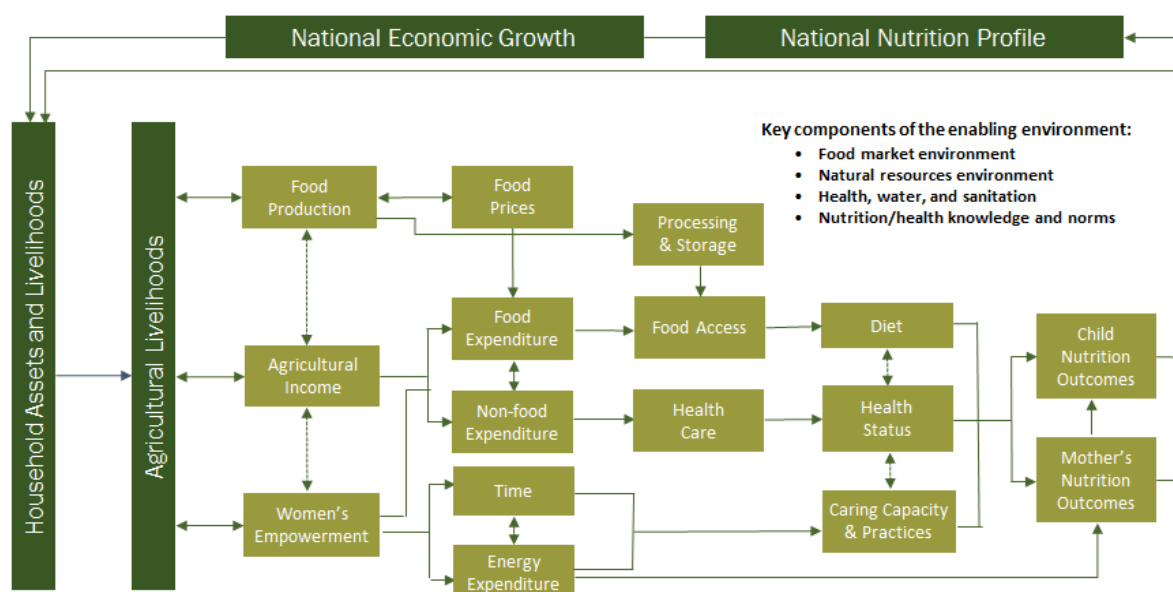 National Economic Growth
National Nutrition Profile
Household Assets and Livelihoods
Agricultural Livelihoods
Key components of the enabling environment:
• Food market environment
• Natural resources environment
• Health, water, and sanitation
• Nutrition/health knowledge and norms
Food
Production
Food
Prices
Processing
& Storage
Food
Expenditure
Food Access
Diet
Child
Nutrition
Outcomes
Agricultural
Income
Non-food
Expenditure
Health
Care
Health
Status
Mother's
Nutrition
Outcomes
Women's
Empowerment
Time
Energy
Expenditure
Caring Capacity
& Practices